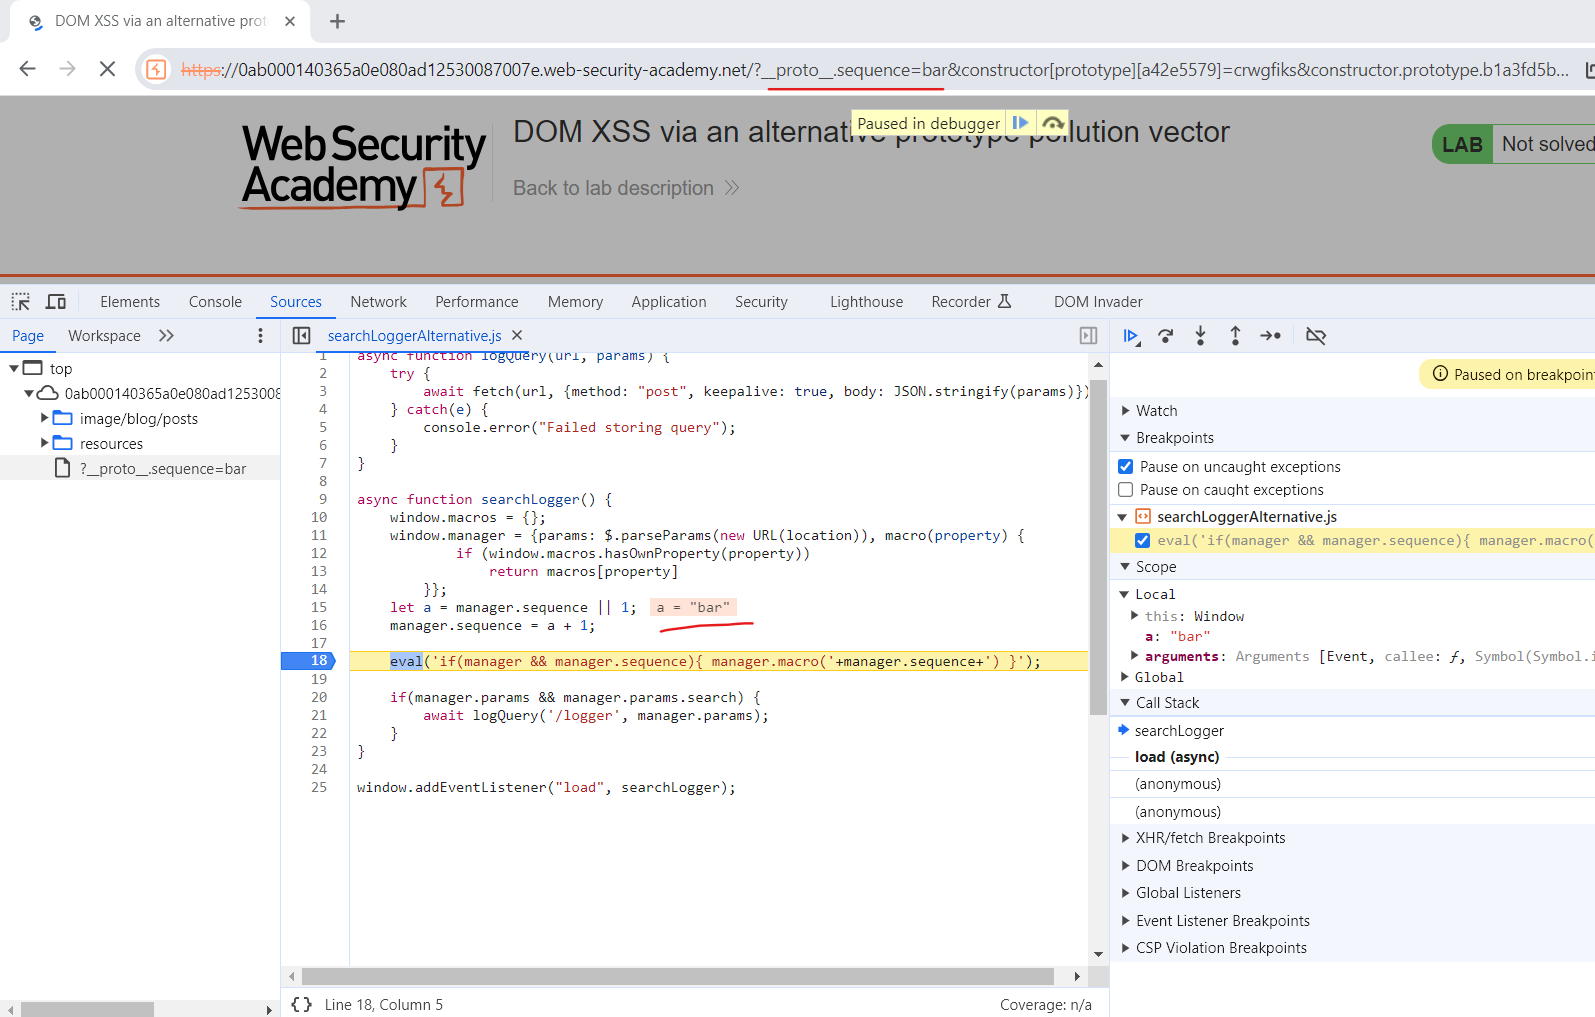 DOM XSS via an alternative prot
https://0ab000140365a0e080ad12530087007e.web-security-academy.net/?__proto__.sequence=bar&constructor[prototype][a42e5579]=crwgfiks&constructor.prototype.b1a3fd5b...
Paused in debugger
WebSecurity
Academy
DOM XSS via an alternative prototype pollution vector
Back to lab description
LAB Not solved
Elements Console Sources Network Performance Memory Application Security Lighthouse Recorder DOM Invader
Page Workspace
searchLoggerAlternative.js
top
0ab000140365a0e080ad1253008
image/blog/posts
resources
?__proto__.sequence=bar
1 async function logQuery(url, params) {
2     try {
3         await fetch(url, {method: "post", keepalive: true, body: JSON.stringify(params)})
4     } catch(e) {
5         console.error("Failed storing query");
6     }
7 }
8
9 async function searchLogger() {
10     window.macros = {};
11     window.manager = {params: $.parseParams(new URL(location)), macro(property) {
12             if (window.macros.hasOwnProperty(property))
13                 return macros[property]
14         }};
15     let a = manager.sequence || 1; a = "bar"
16     manager.sequence = a + 1;
17
18     eval('if(manager && manager.sequence){ manager.macro('+manager.sequence+') }');
19
20     if(manager.params && manager.params.search) {
21         await logQuery('/logger', manager.params);
22     }
23 }
24
25 window.addEventListener("load", searchLogger);
{ } Line 18, Column 5
Coverage: n/a
Paused on breakpoin
Watch
Breakpoints
Pause on uncaught exceptions
Pause on caught exceptions
searchLoggerAlternative.js
eval('if(manager && manager.sequence){ manager.macro(
Scope
Local
this: Window
a: "bar"
arguments: Arguments [Event, callee: ƒ, Symbol(Symbol.i
Global
Call Stack
searchLogger
load (async)
(anonymous)
(anonymous)
XHR/fetch Breakpoints
DOM Breakpoints
Global Listeners
Event Listener Breakpoints
CSP Violation Breakpoints